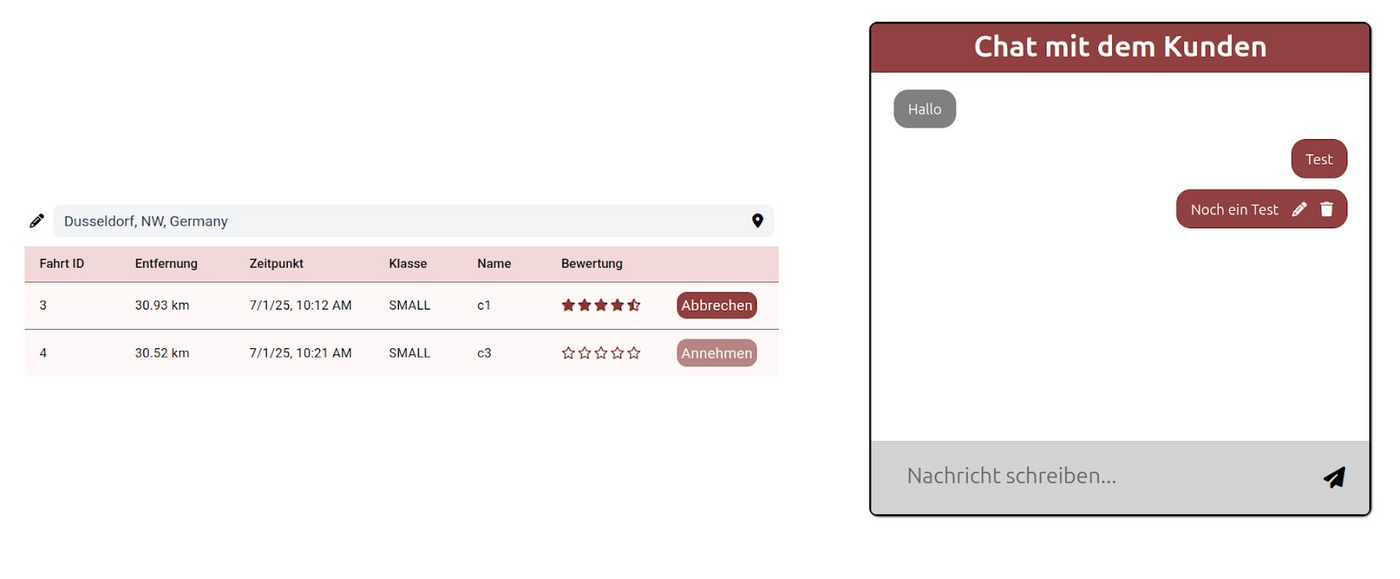 Dusseldorf, NW, Germany
Fahrt ID Entfernung Zeitpunkt Klasse Name Bewertung
3 30.93 km 7/1/25, 10:12 AM SMALL c1 Abbrechen
4 30.52 km 7/1/25, 10:21 AM SMALL c3 Annehmen
Chat mit dem Kunden
Hallo
Test
Noch ein Test
Nachricht schreiben...